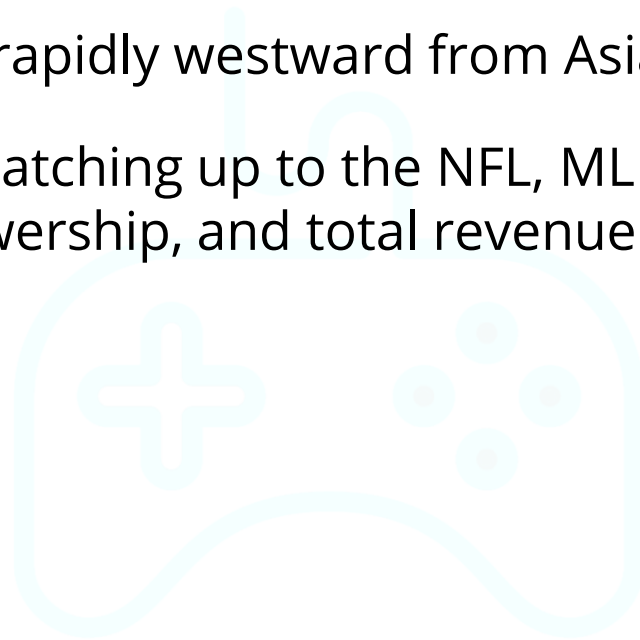 rapidly westward from Asi
atching up to the NFL, ML
wership, and total revenue